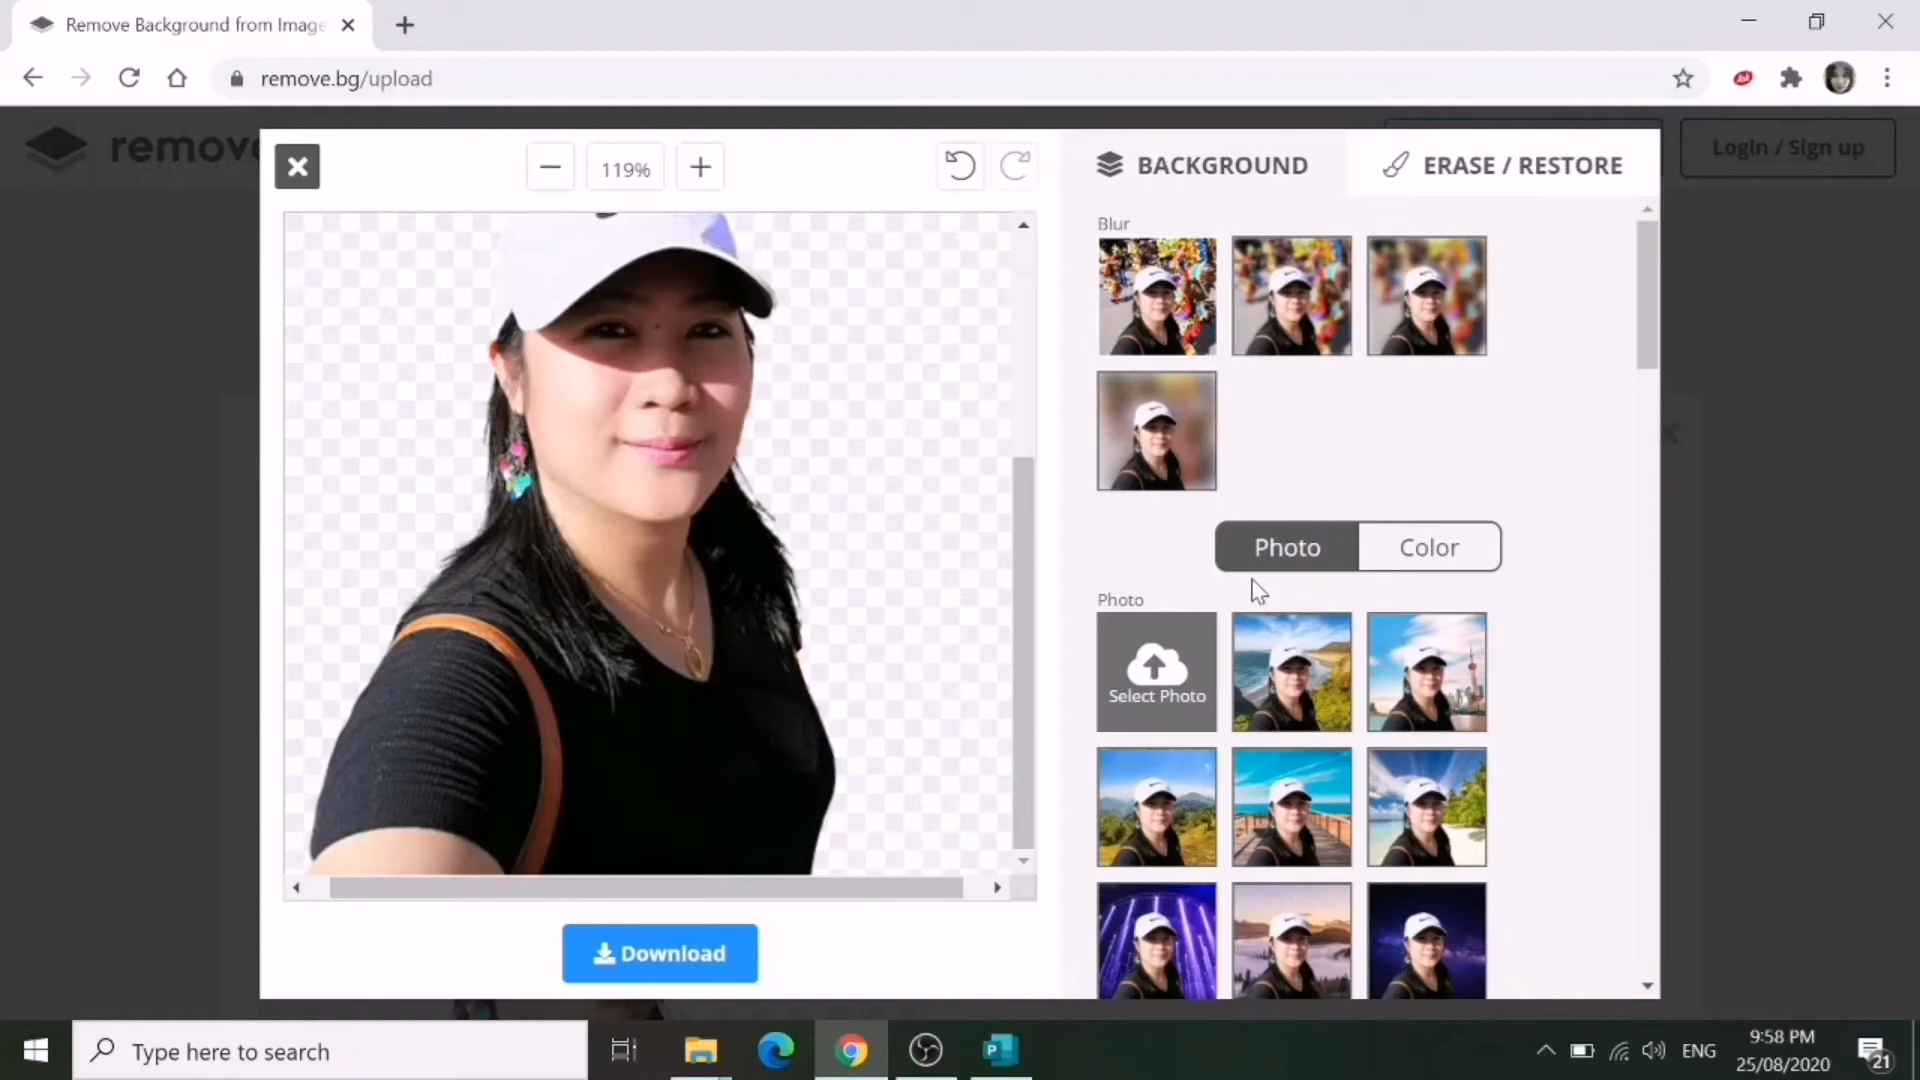 Remove Background from Image
remove.bg/upload
remov
Login / Sign up
119%
BACKGROUND
ERASE / RESTORE
Blur
Photo
Color
Photo
Select Photo
Download
Type here to search
ENG
9:58 PM
25/08/2020
21